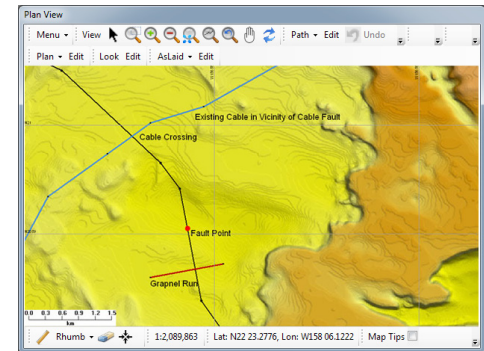 Plan View
Menu View Path Edit Undo
Plan Edit Look Edit AsLaid Edit
Existing Cable in Vicinity of Cable Fault
Cable Crossing
Fault Point
Grapnel Run
0.0 0.3 0.6 0.9 1.2 1.5
km
Rhumb 1:2,089,863 Lat: N22 23.2776, Lon: W158 06.1222 Map Tips